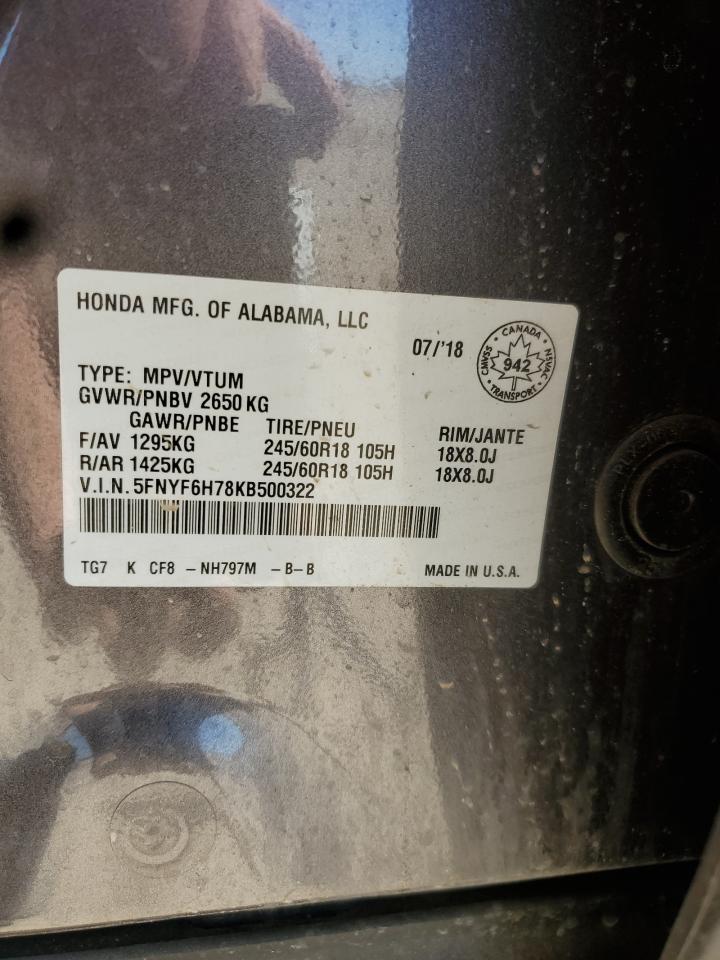 HONDA MFG. OF ALABAMA, LLC
07/'18
CANADA
CMVSS 942 NSVAC
TRANSPORT
TYPE: MPV/VTUM
GVWR/PNBV 2650 KG
GAWR/PNBE TIRE/PNEU RIM/JANTE
F/AV 1295KG 245/60R18 105H 18X8.0J
R/AR 1425KG 245/60R18 105H 18X8.0J
V.I.N. 5FNYF6H78KB500322
TG7 K CF8 – NH797M – B– B MADE IN U.S.A.